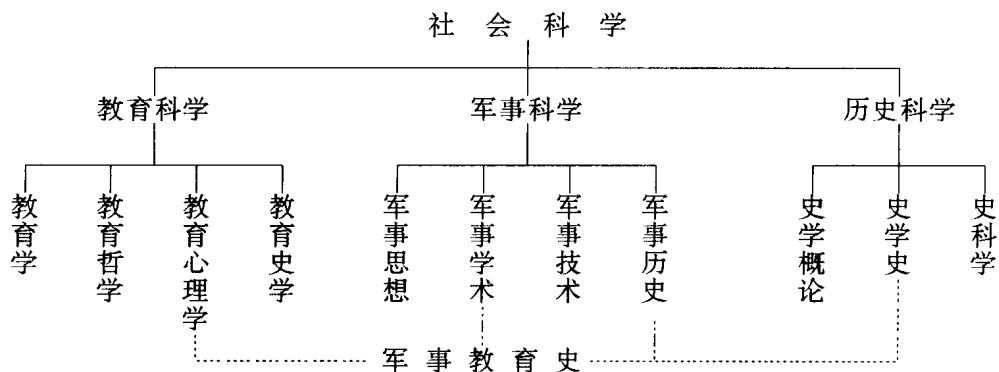 社会科学
教育科学
军事科学
历史科学
教育学
教育哲学
教育心理学
教育史学
军事思想
军事学术
军事技术
军事历史
史学概论
史学史
史科学
军事教育史